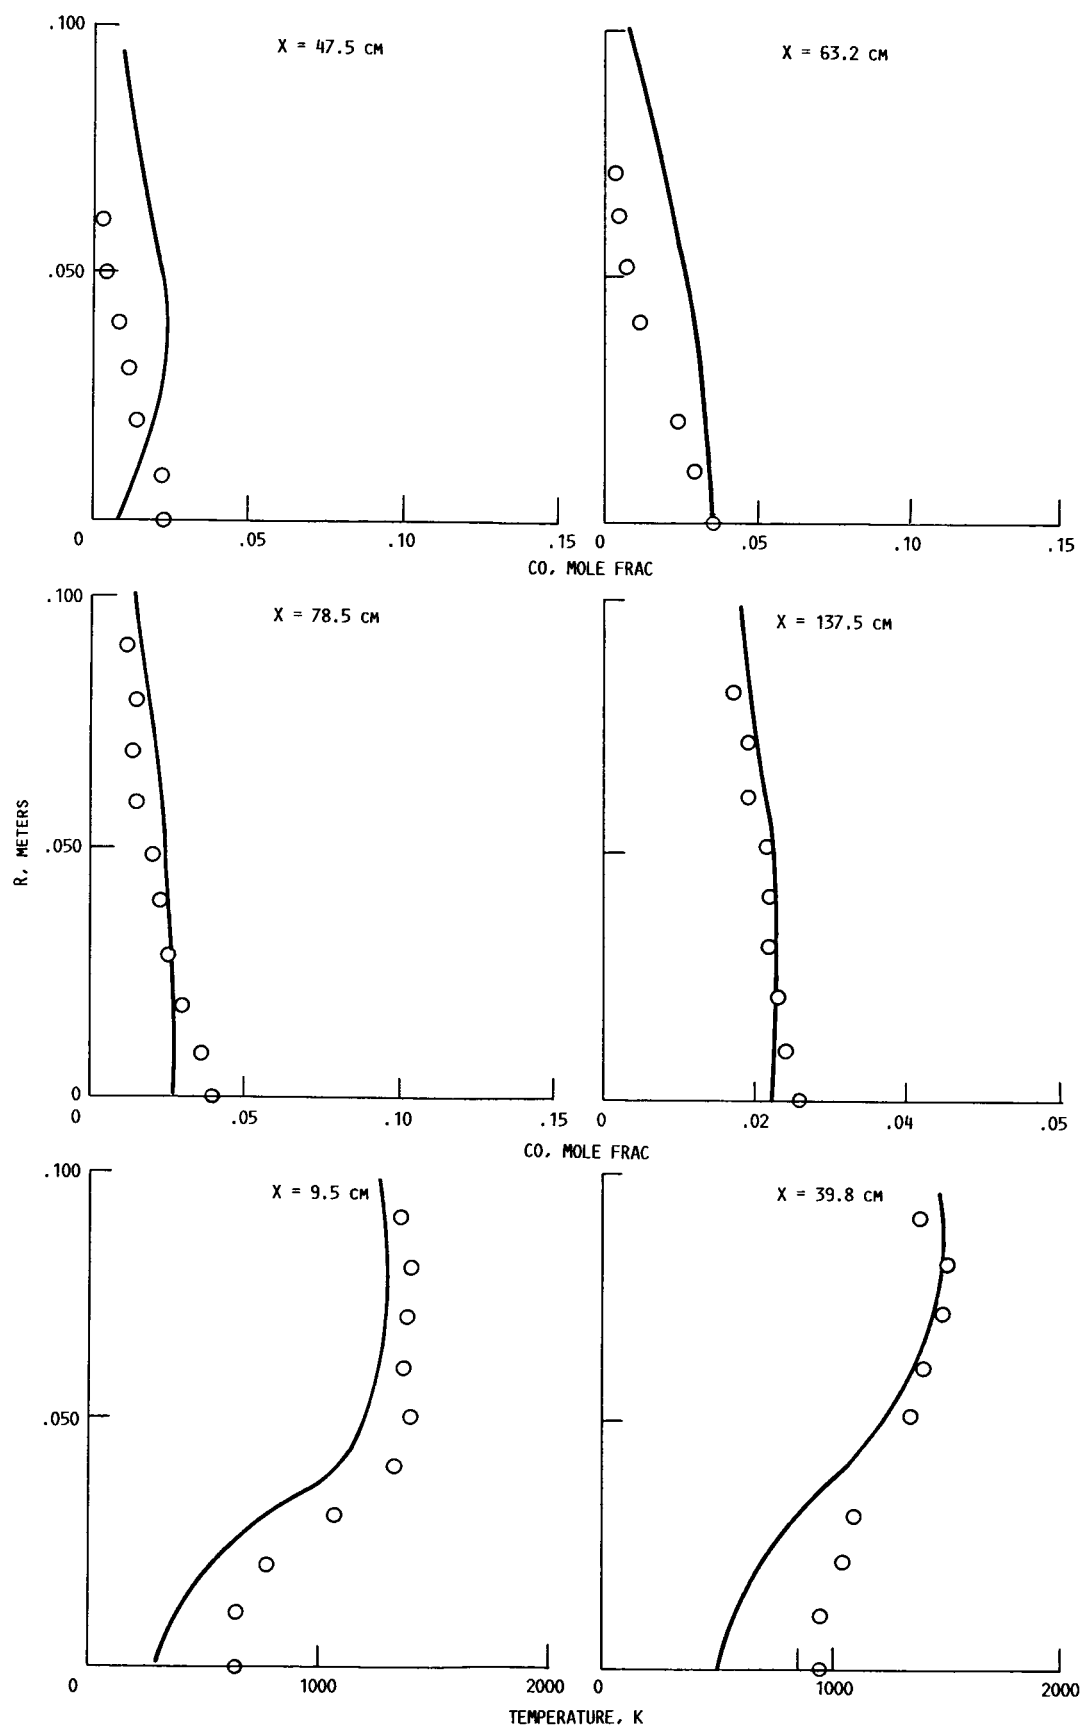 .100
X = 47.5 CM
X = 63.2 CM
.050
0
.05
.10
.15
0
.05
.10
.15
CO, MOLE FRAC
.100
X = 78.5 CM
X = 137.5 CM
R, METERS
.050
0
0
.05
.10
.15
0
.02
.04
.05
CO, MOLE FRAC
.100
X = 9.5 CM
X = 39.8 CM
.050
0
1000
2000
0
1000
2000
TEMPERATURE, K